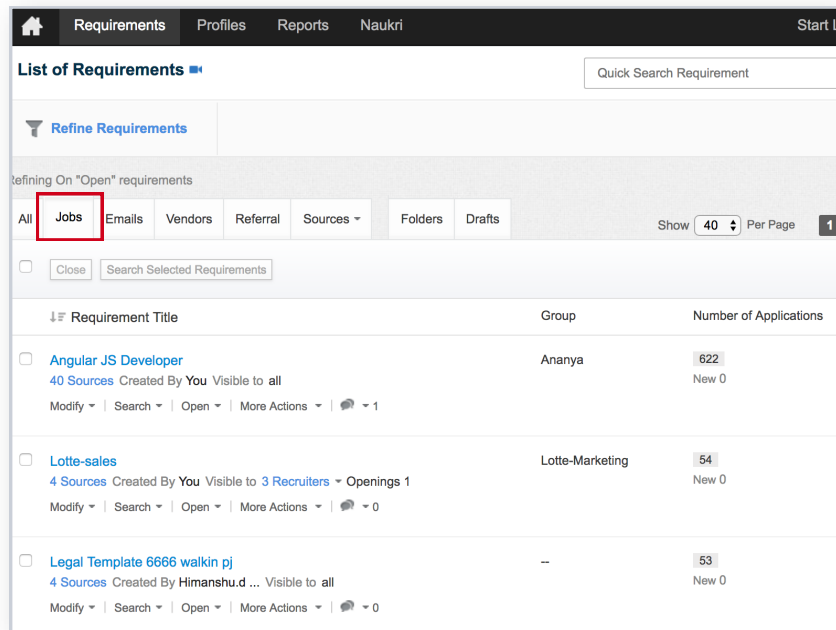 Requirements Profiles Reports Naukri Start
List of Requirements Quick Search Requirement
Refine Requirements
Refining On "Open" requirements
All Jobs Emails Vendors Referral Sources Folders Drafts
Show 40 Per Page 1
Close Search Selected Requirements
Requirement Title Group Number of Applications
Angular JS Developer Ananya 622
40 Sources Created By You Visible to all New 0
Modify Search Open More Actions 1
Lotte-sales Lotte-Marketing 54
4 Sources Created By You Visible to 3 Recruiters Openings 1 New 0
Modify Search Open More Actions 0
Legal Template 6666 walkin pj -- 53
4 Sources Created By Himanshu.d ... Visible to all New 0
Modify Search Open More Actions 0